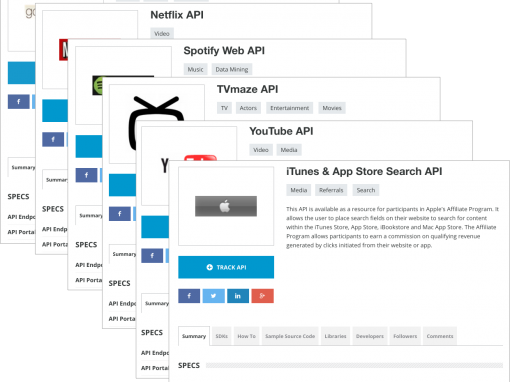 go
Netflix API
Video
Spotify Web API
Music Data Mining
TVmaze API
TV Actors Entertainment Movies
YouTube API
Video Media
iTunes & App Store Search API
Media Referrals Search
This API is available as a resource for participants in Apple's Affiliate Program. It
allows the user to place search fields on their website to search for content
within the iTunes Store, App Store, iBookstore and Mac App Store. The Affiliate
Program allows participants to earn a commission on qualifying revenue
generated by clicks initiated from their website or app.
TRACK API
Summary SDKs How To Sample Source Code Libraries Developers Followers Comments
SPECS
Summary
SPECS
API Endpo
API Porta
Summary
SPECS
API Endpo
API Porta
Summary
SPECS
API Endpo
API Porta
Summary
SPECS
API Endpo
API Porta
SPECS
API Endpo
API Porta